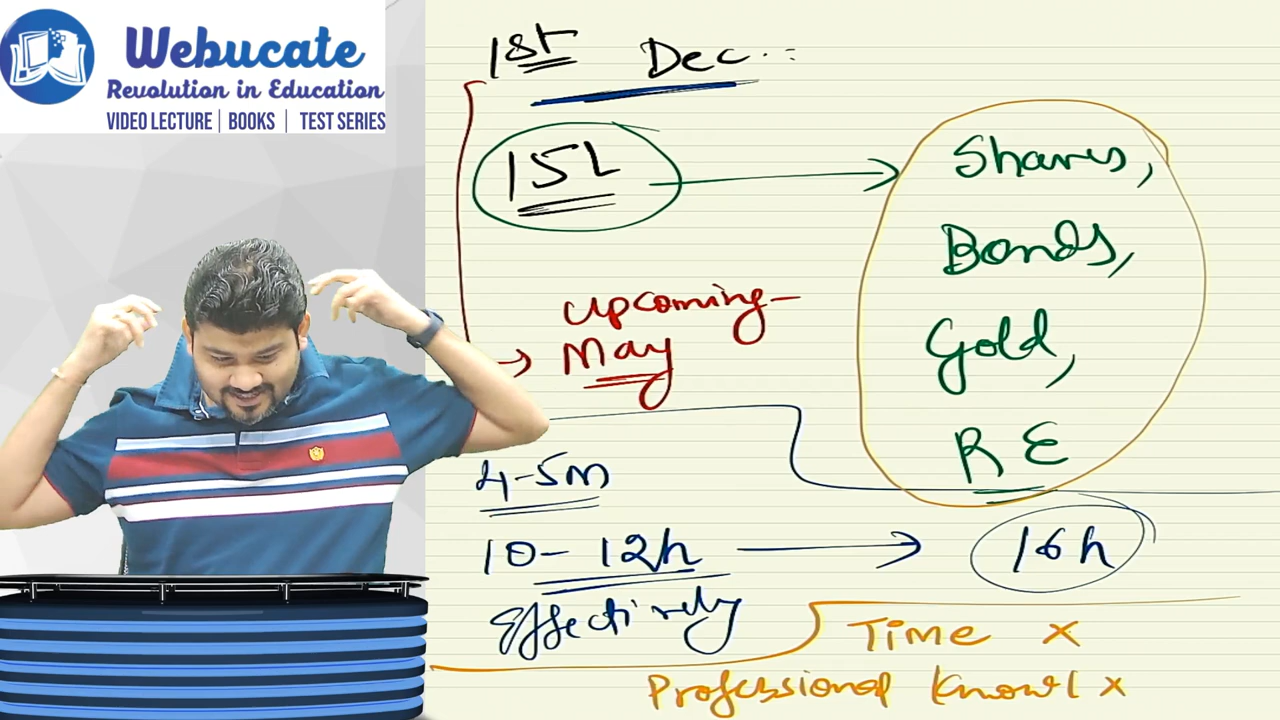 Webucate
Revolution in Education
VIDEO LECTURE | BOOKS | TEST SERIES
1st Dec..:
15L
Shares,
Bonds,
Gold,
RE
upcoming
May
4-5m
10-12h
16h
Effectively
Time x
Professional Knowl x